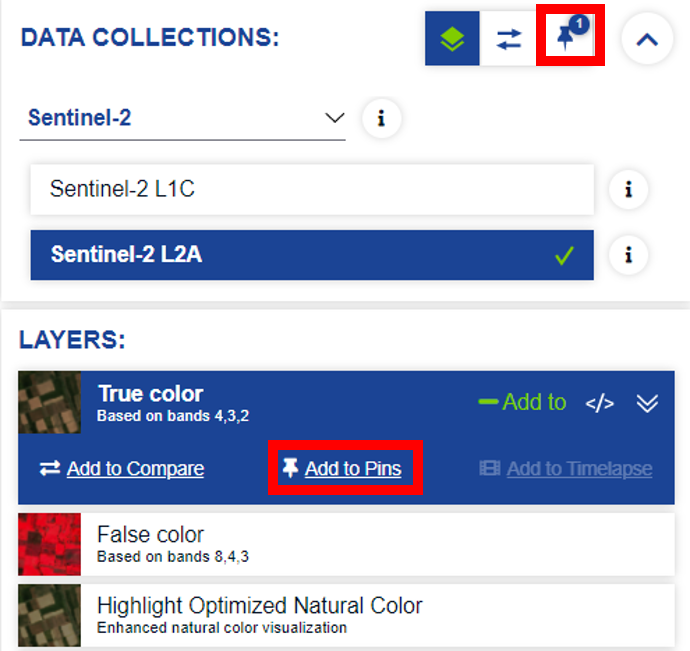 DATA COLLECTIONS:
1
Sentinel-2
i
Sentinel-2 L1C
i
Sentinel-2 L2A
i
LAYERS:
True color
Based on bands 4,3,2
Add to
</>
Add to Compare
Add to Pins
Add to Timelapse
False color
Based on bands 8,4,3
Highlight Optimized Natural Color
Enhanced natural color visualization